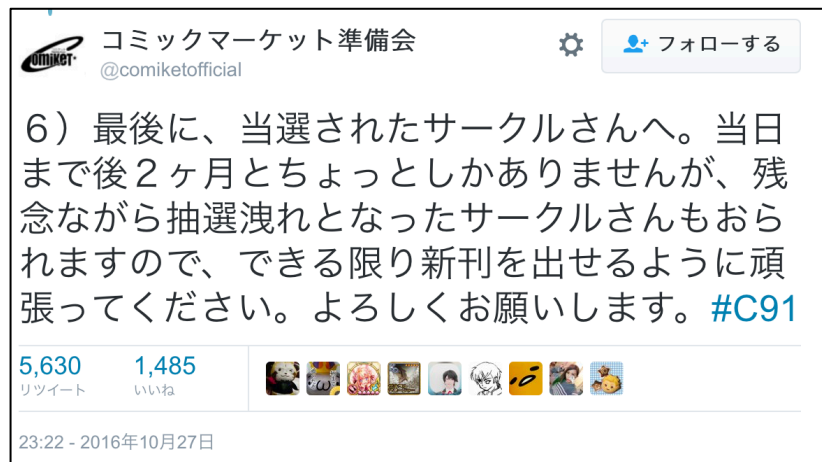 コミックマーケット準備会
@comiketofficial
フォローする
6）最後に、当選されたサークルさんへ。当日
まで後２ヶ月とちょっとしかありませんが、残
念ながら抽選洩れとなったサークルさんもおら
れますので、できる限り新刊を出せるように頑
張ってください。よろしくお願いします。#C91
5,630 1,485
リツイート いいね
23:22 - 2016年10月27日